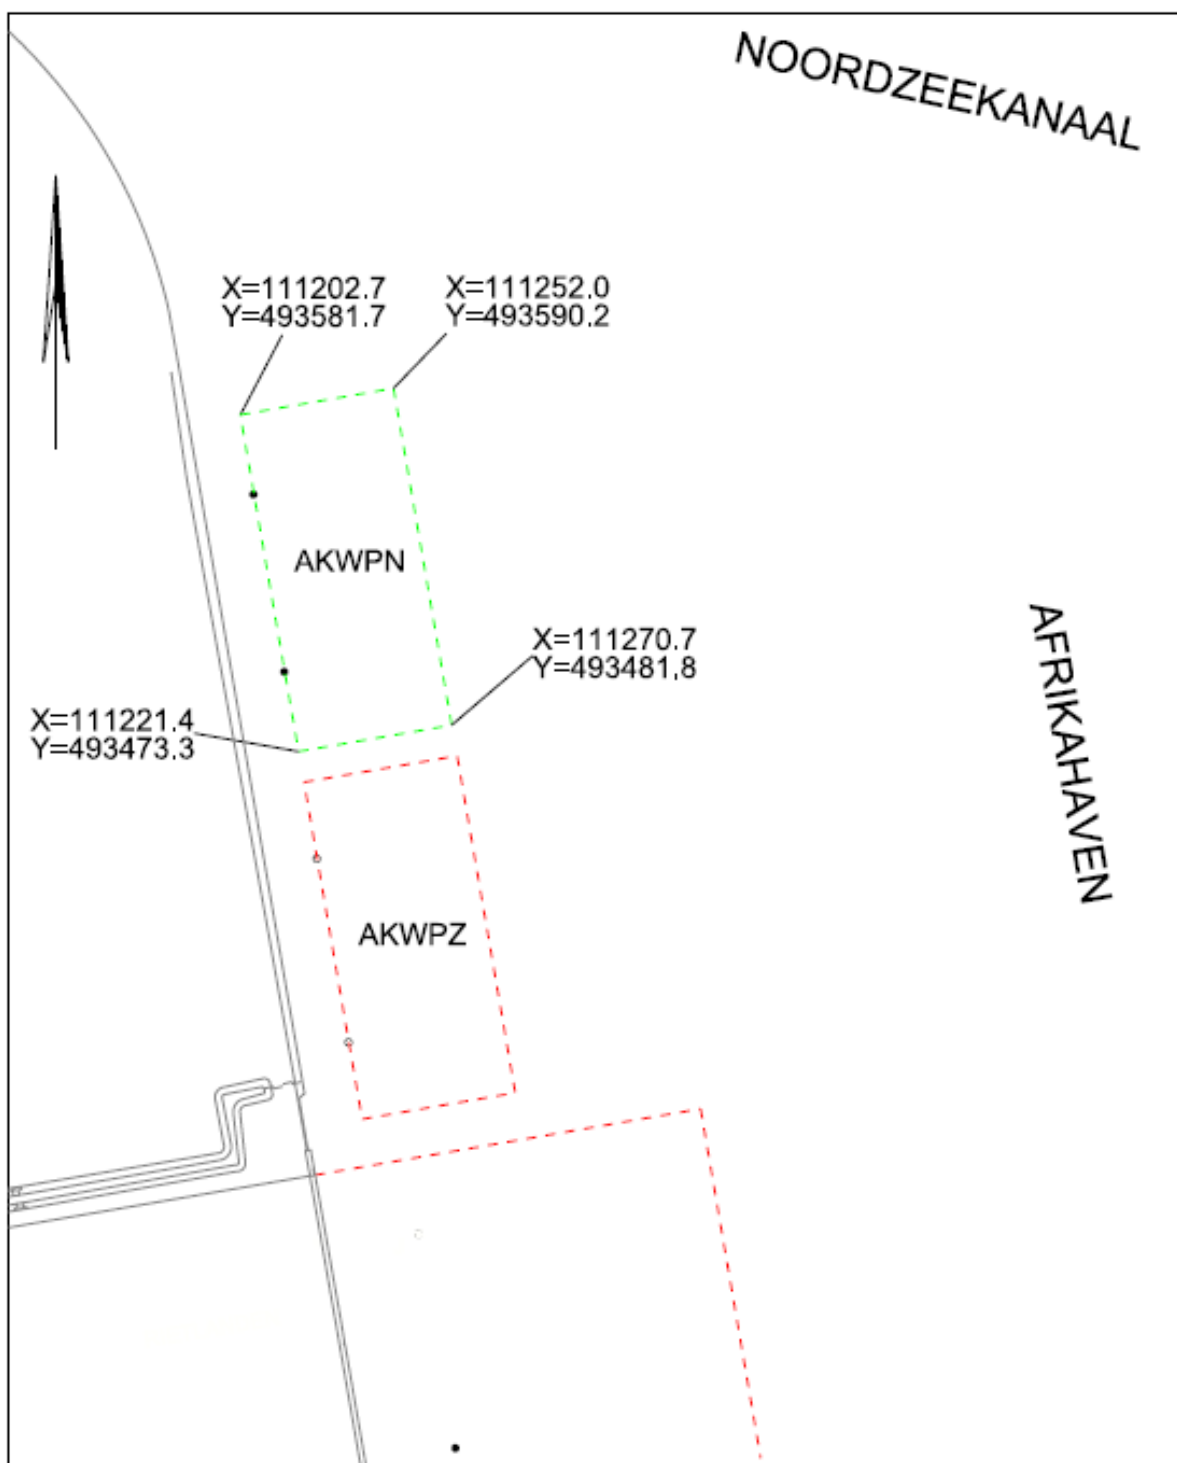 NOORDZEEKANAAL
X=111202.7
Y=493581.7
X=111252.0
Y=493590.2
AKWPN
X=111270.7
Y=493481.8
AFRIKAHAVEN
X=111221.4
Y=493473.3
AKWPZ